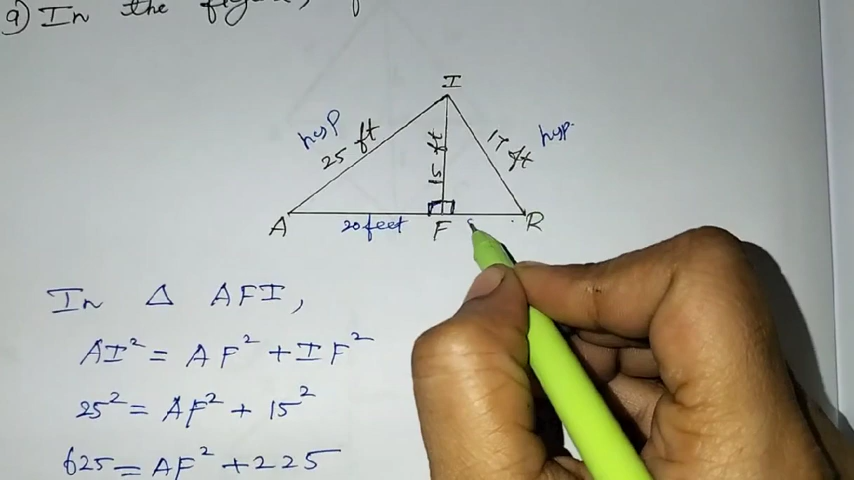 9) In the figure, f
I
hyp
25 ft
15 ft
17 ft
hyp.
A
20 feet
F
R
In Δ AFI,
AI² = AF² + IF²
25² = AF² + 15²
625 = AF² + 225